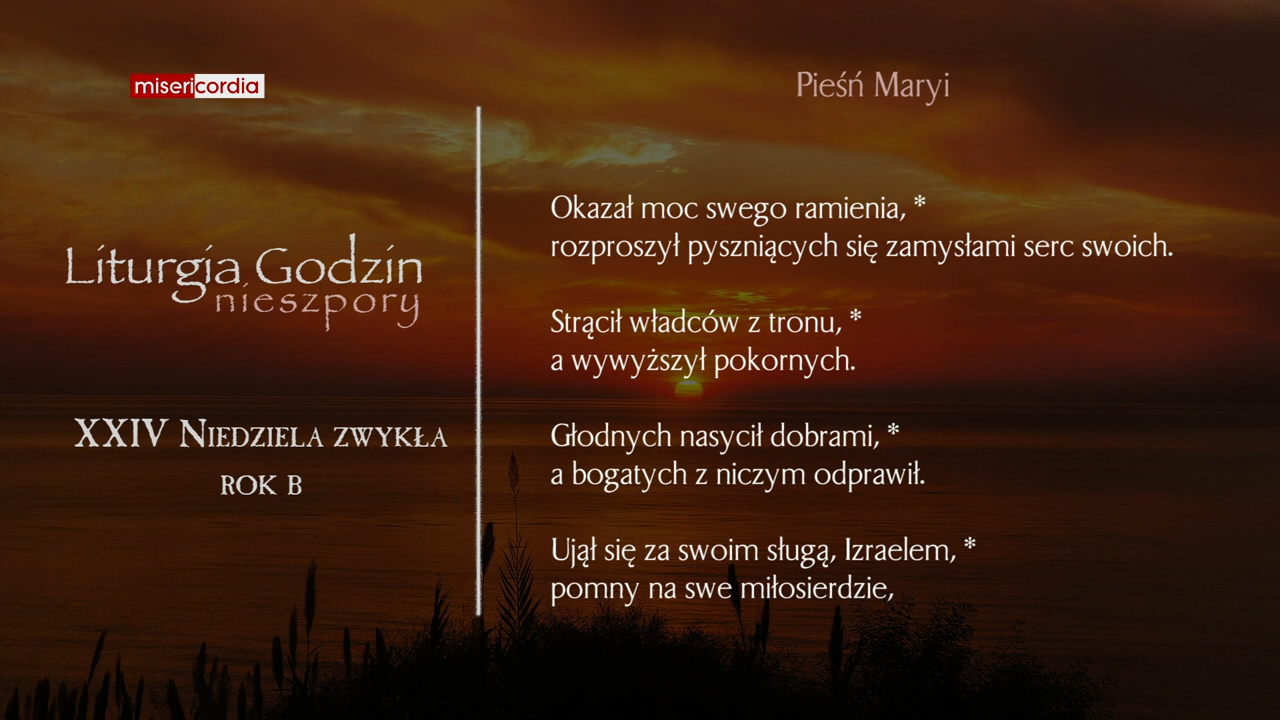 misericordia
Liturgia Godzin
nieszpory
XXIV Niedziela zwykła
rok B
Pieśń Maryi
Okazał moc swego ramienia, *
rozproszył pyszniących się zamysłami serc swoich.
Strącił władców z tronu, *
a wywyższył pokornych.
Głodnych nasycił dobrami, *
a bogatych z niczym odprawił.
Ujął się za swoim sługą, Izraelem, *
pomny na swe miłosierdzie,